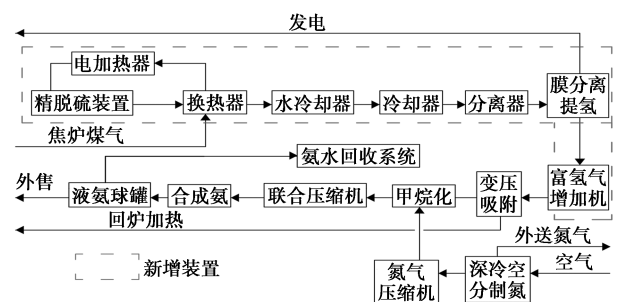 发电
电加热器
精脱硫装置
换热器
水冷却器
冷却器
分离器
膜分离
提氢
焦炉煤气
氨水回收系统
外售
液氨球罐
合成氨
联合压缩机
甲烷化
变压
吸附
富氢气
增加机
回炉加热
外送氮气
空气
新增装置
氮气
压缩机
深冷空
分制氮